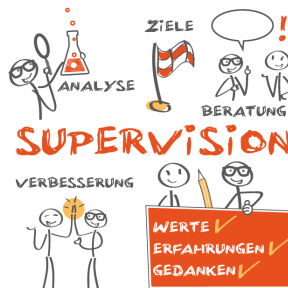 ZiELE
ANALYSE
BERATUNG
SUPERViSiON
VERBESSERUNG
WERTE
ERFAHRUNGEN
GEDANKEN